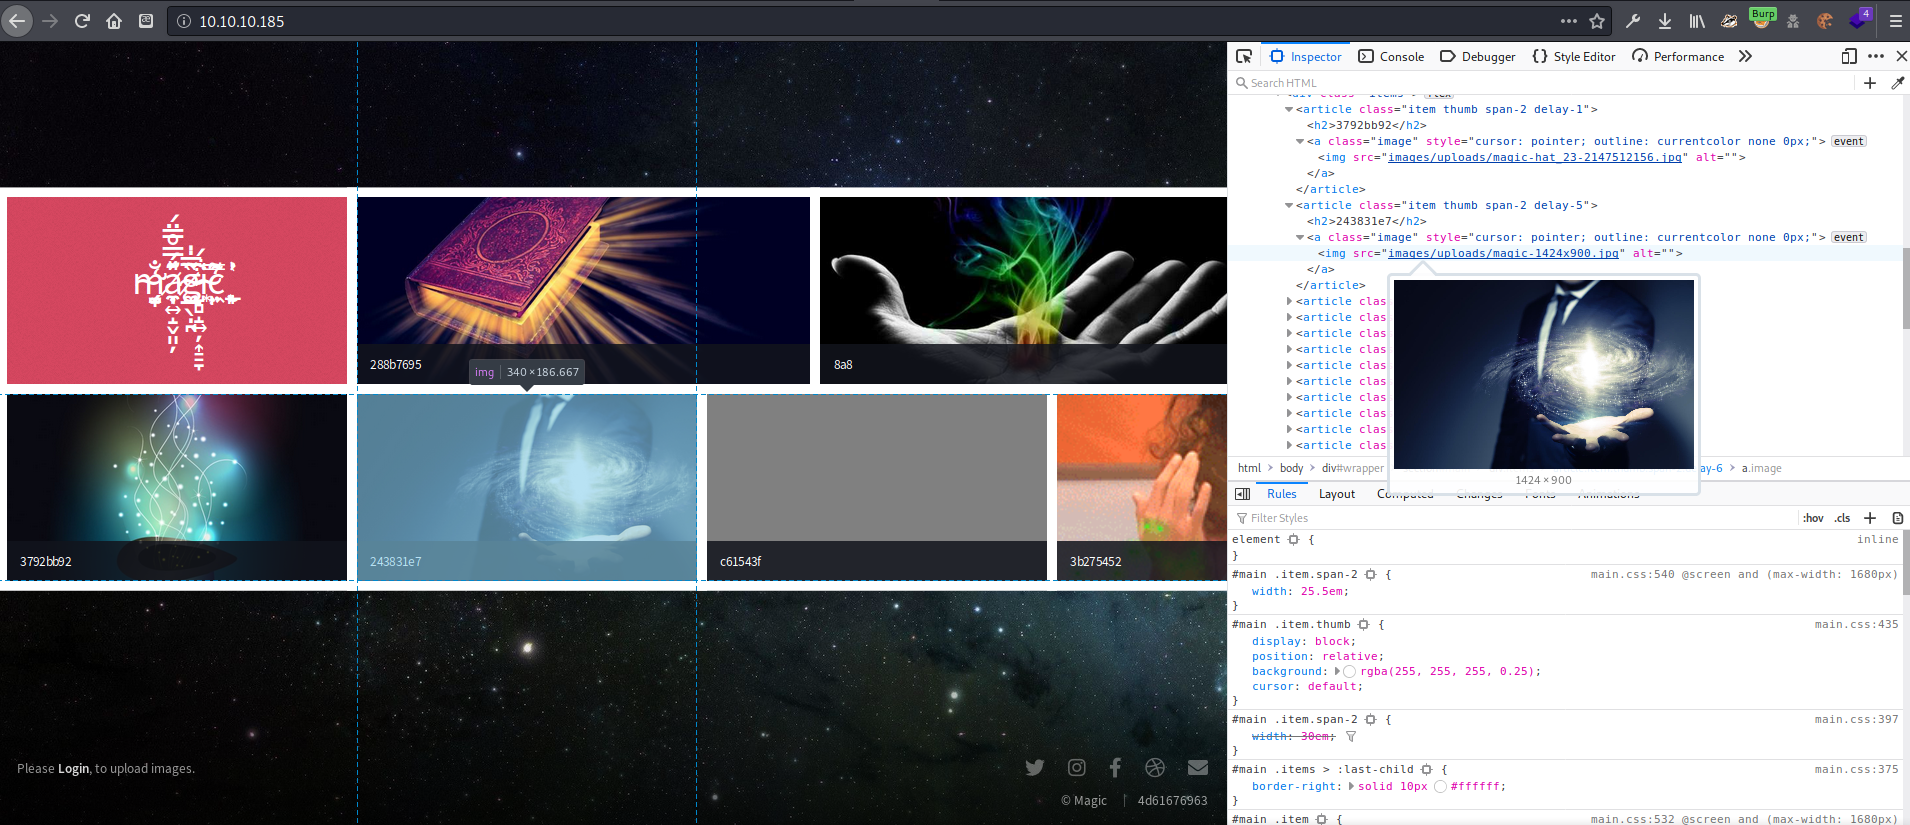 10.10.10.185
Burp
4
magic
288b7695
8a8
img 340 × 186.667
3792bb92
243831e7
c61543f
3b275452
Please Login, to upload images.
© Magic 4d61676963
Inspector Console Debugger Style Editor Performance
Search HTML
<article class="item thumb span-2 delay-1">
<h2>3792bb92</h2>
<a class="image" style="cursor: pointer; outline: currentcolor none 0px;"> event
<img src="images/uploads/magic-hat_23-2147512156.jpg" alt="">
</a>
</article>
<article class="item thumb span-2 delay-5">
<h2>243831e7</h2>
<a class="image" style="cursor: pointer; outline: currentcolor none 0px;"> event
<img src="images/uploads/magic-1424x900.jpg" alt="">
</a>
</article>
<article clas
<article clas
<article clas
<article clas
<article clas
<article clas
<article clas
<article clas
<article clas
<article clas
1424 × 900
html > body > div#wrapper ay-6 > a.image
Rules Layout Computed Changes Fonts Animations
Filter Styles :hov .cls
element { inline
}
#main .item.span-2 { main.css:540 @screen and (max-width: 1680px)
width: 25.5em;
}
#main .item.thumb { main.css:435
display: block;
position: relative;
background: rgba(255, 255, 255, 0.25);
cursor: default;
}
#main .item.span-2 { main.css:397
width: 30em;
}
#main .items > :last-child { main.css:375
border-right: solid 10px #ffffff;
}
#main .item { main.css:532 @screen and (max-width: 1680px)